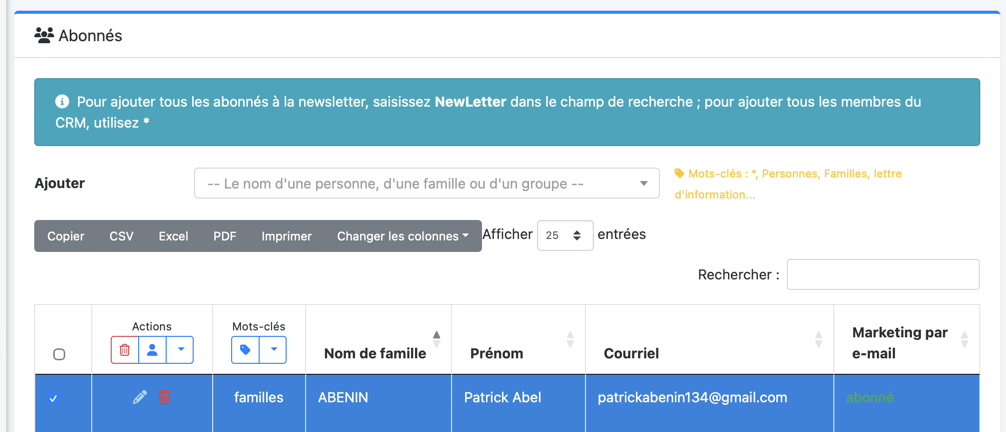 Abonnés
Pour ajouter tous les abonnés à la newsletter, saisissez NewLetter dans le champ de recherche ; pour ajouter tous les membres du
CRM, utilisez *
Ajouter
-- Le nom d'une personne, d'une famille ou d'un groupe --
Mots-clés : *, Personnes, Familles, lettre
d'information...
Copier CSV Excel PDF Imprimer Changer les colonnes Afficher 25 entrées
Rechercher :
Actions Mots-clés
Nom de famille Prénom Courriel Marketing par
e-mail
familles ABENIN Patrick Abel patrickabenin134@gmail.com abonné